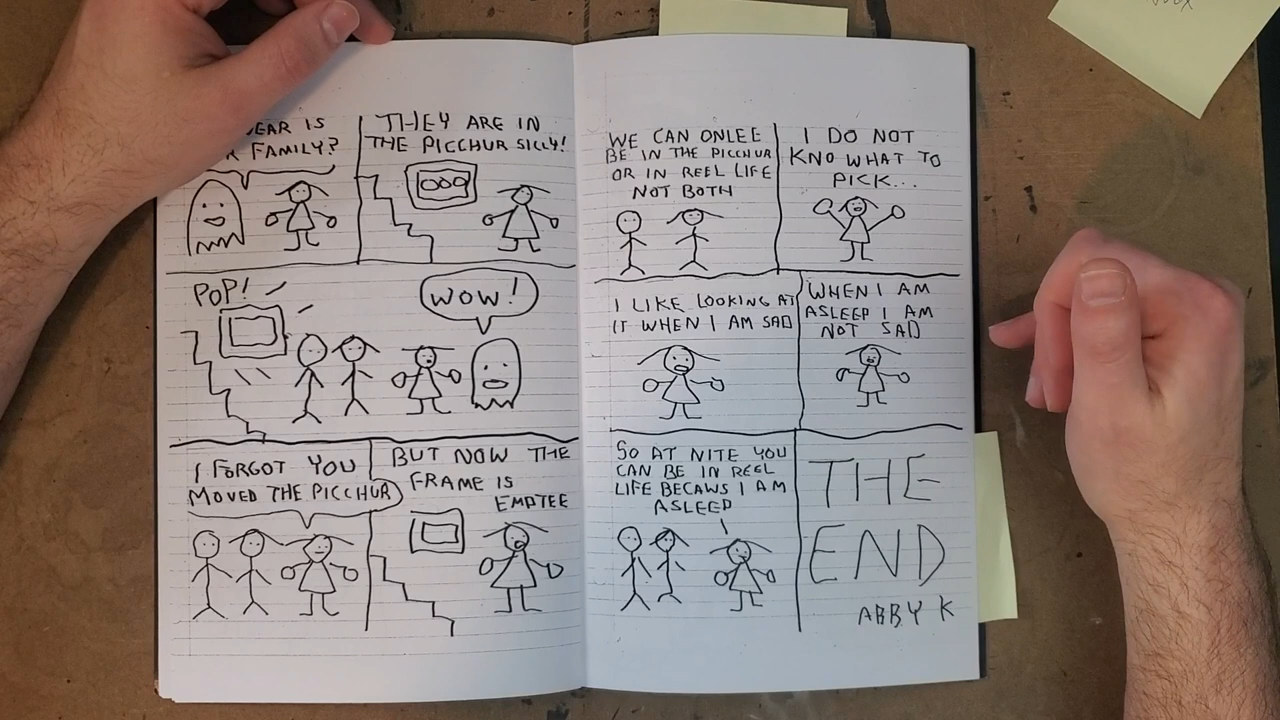 EAR IS
R FAMILY?
THEY ARE IN
THE PICCHUR SILLY!
POP!
WOW!
I FORGOT YOU
MOVED THE PICCHUR
BUT NOW THE
FRAME IS
EMPTEE
WE CAN ONLEE
BE IN THE PICCHUR
OR IN REEL LIFE
NOT BOTH
I DO NOT
KNO WHAT TO
PICK...
I LIKE LOOKING AT
IT WHEN I AM SAD
WHEN I AM
ASLEEP I AM
NOT SAD
SO AT NITE YOU
CAN BE IN REEL
LIFE BECAWS I AM
ASLEEP
THE
END
ABBY K